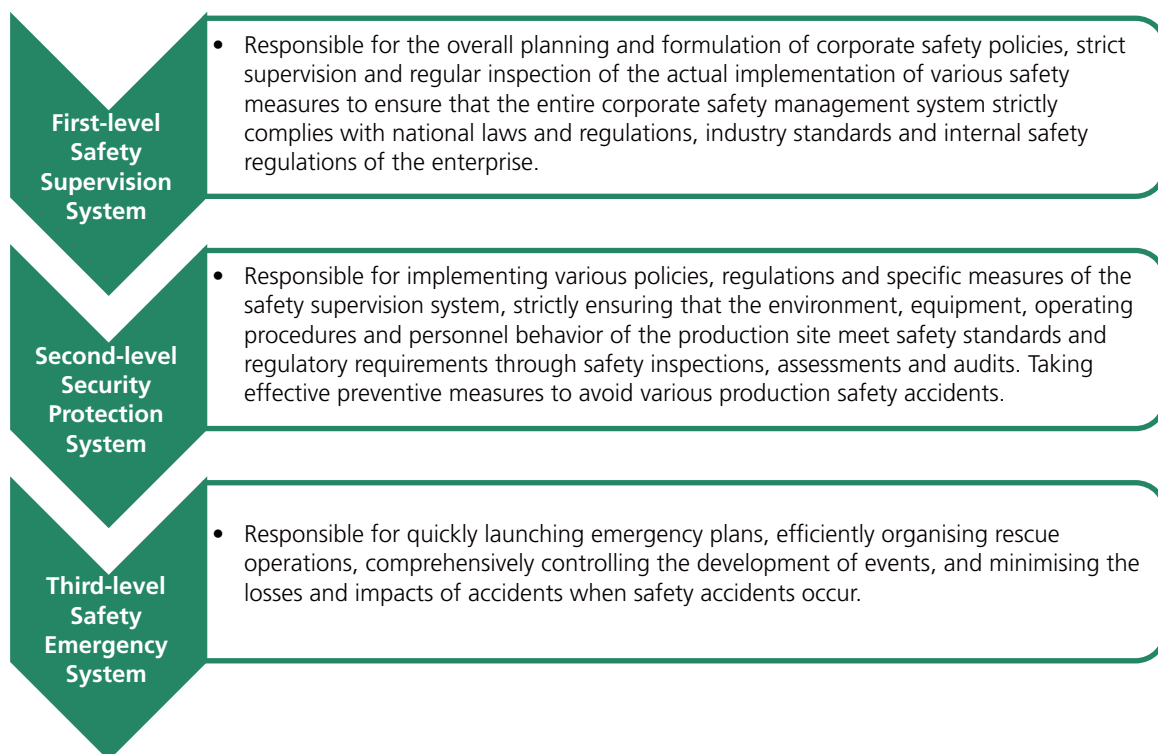 First-level
Safety
Supervision
System
• Responsible for the overall planning and formulation of corporate safety policies, strict
supervision and regular inspection of the actual implementation of various safety
measures to ensure that the entire corporate safety management system strictly
complies with national laws and regulations, industry standards and internal safety
regulations of the enterprise.
Second-level
Security
Protection
System
• Responsible for implementing various policies, regulations and specific measures of the
safety supervision system, strictly ensuring that the environment, equipment, operating
procedures and personnel behavior of the production site meet safety standards and
regulatory requirements through safety inspections, assessments and audits. Taking
effective preventive measures to avoid various production safety accidents.
Third-level
Safety
Emergency
System
• Responsible for quickly launching emergency plans, efficiently organising rescue
operations, comprehensively controlling the development of events, and minimising the
losses and impacts of accidents when safety accidents occur.